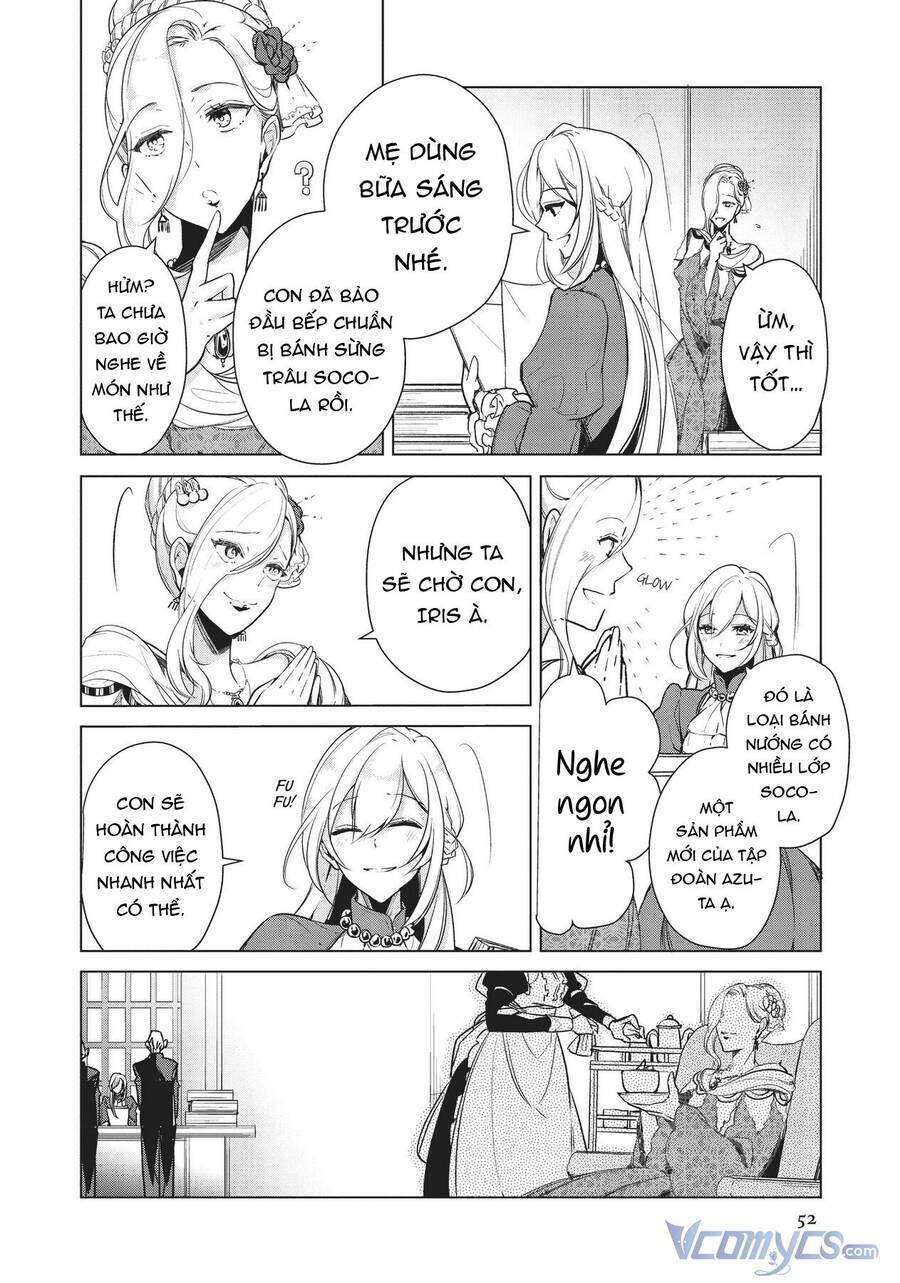 ỪM,
VẬY THÌ
TỐT...
MẸ DÙNG
BỮA SÁNG
TRƯỚC
NHÉ.
CON ĐÃ BẢO
ĐẦU BẾP CHUẨN
BỊ BÁNH SỪNG
TRÂU SOCO-
LA RỒI.
?
HỬM?
TA CHƯA
BAO GIỜ
NGHE VỀ
MÓN NHƯ
THẾ.
GLOW
ĐÓ LÀ
LOẠI BÁNH
NƯỚNG CÓ
NHIỀU LỚP
SOCO-
LA.
MỘT
SẢN PHẨM
MỚI CỦA TẬP
ĐOÀN AZU-
TA Ạ.
Nghe
ngon
nhỉ!
NHƯNG TA
SẼ CHỜ CON,
IRIS À.
FU
FU!
CON SẼ
HOÀN THÀNH
CÔNG VIỆC
NHANH NHẤT
CÓ THỂ.
52
VCOMYCS.com